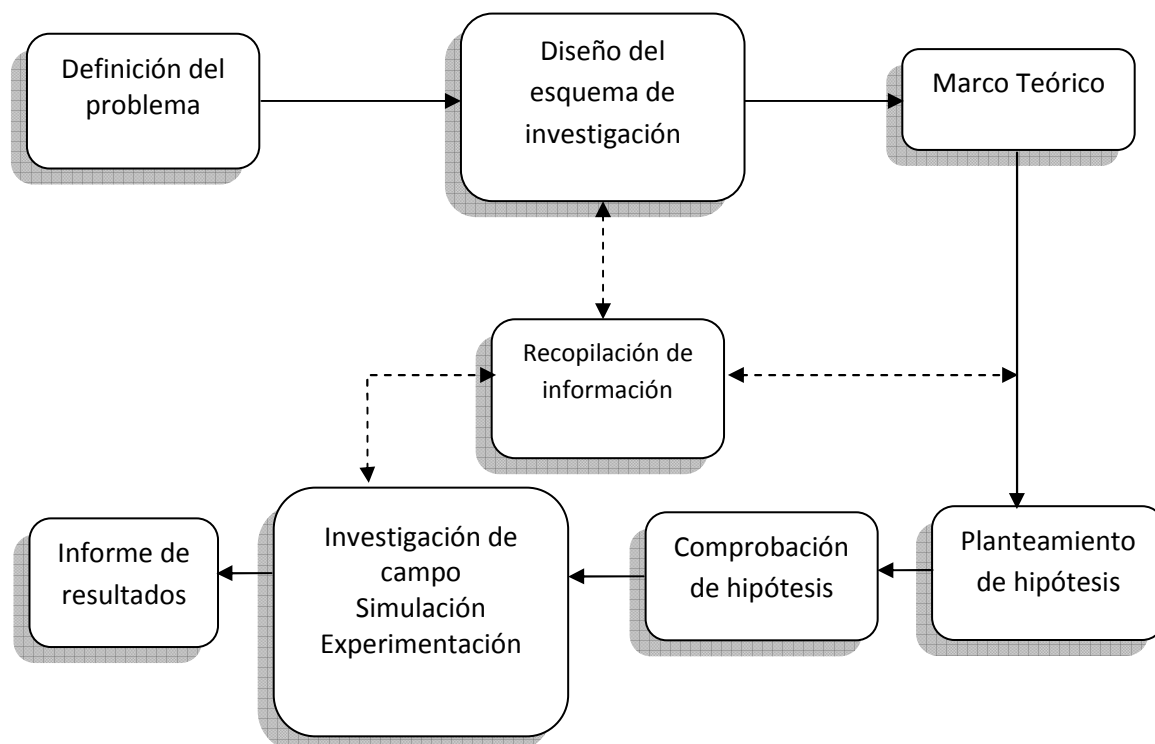 Definición del
problema
Diseño del
esquema de
investigación
Marco Teórico
Recopilación de
información
Informe de
resultados
Investigación de
campo
Simulación
Experimentación
Comprobación
de hipótesis
Planteamiento
de hipótesis